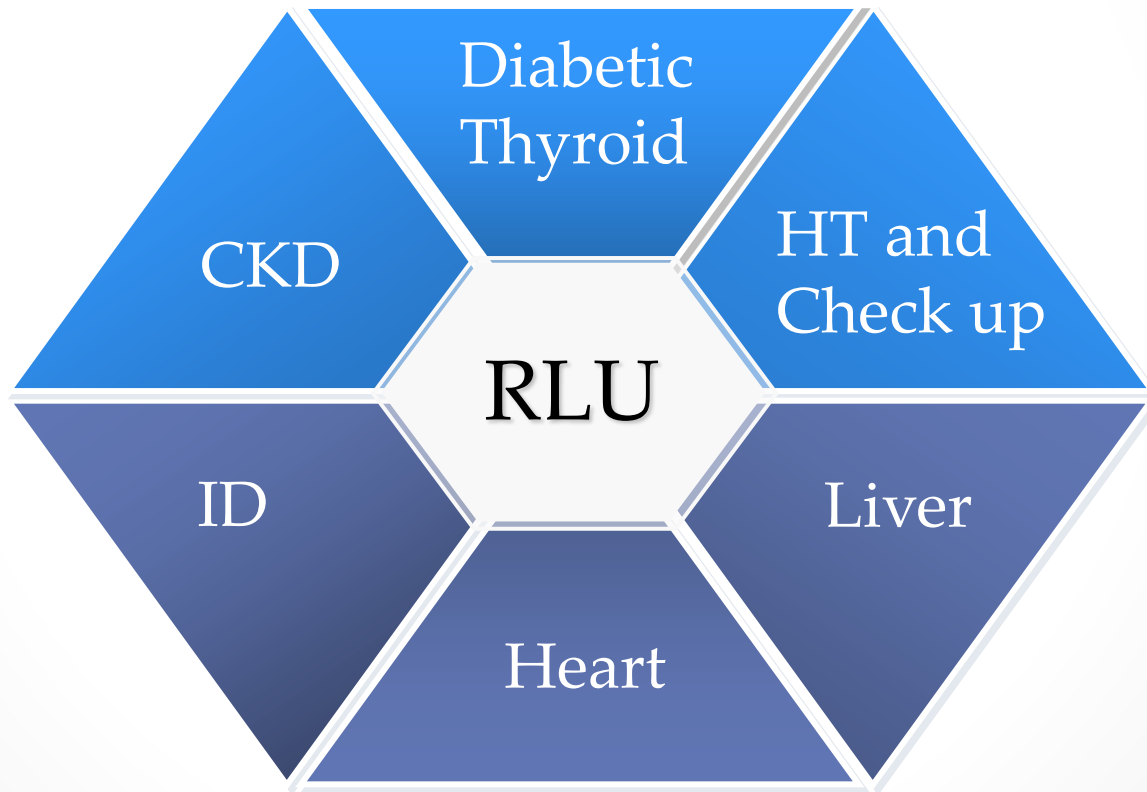 Diabetic
Thyroid
HT and
Check up
CKD
RLU
ID
Liver
Heart